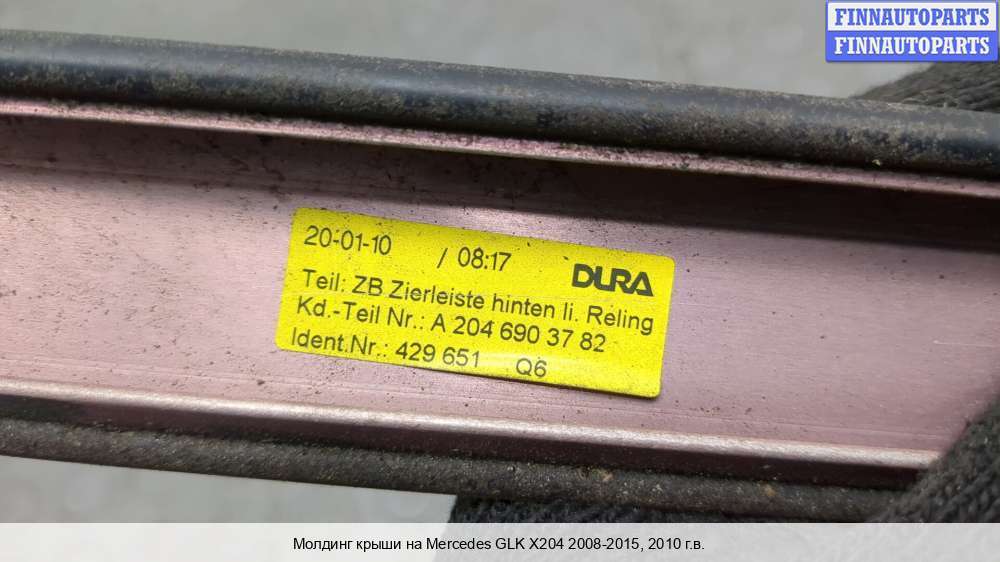 FINNAUTOPARTS
FINNAUTOPARTS
20-01-10 / 08:17 DURA
Teil: ZB Zierleiste hinten li. Reling
Kd.-Teil Nr.: A 204 690 37 82
Ident.Nr.: 429 651 Q6
Молдинг крыши на Mercedes GLK X204 2008-2015, 2010 г.в.